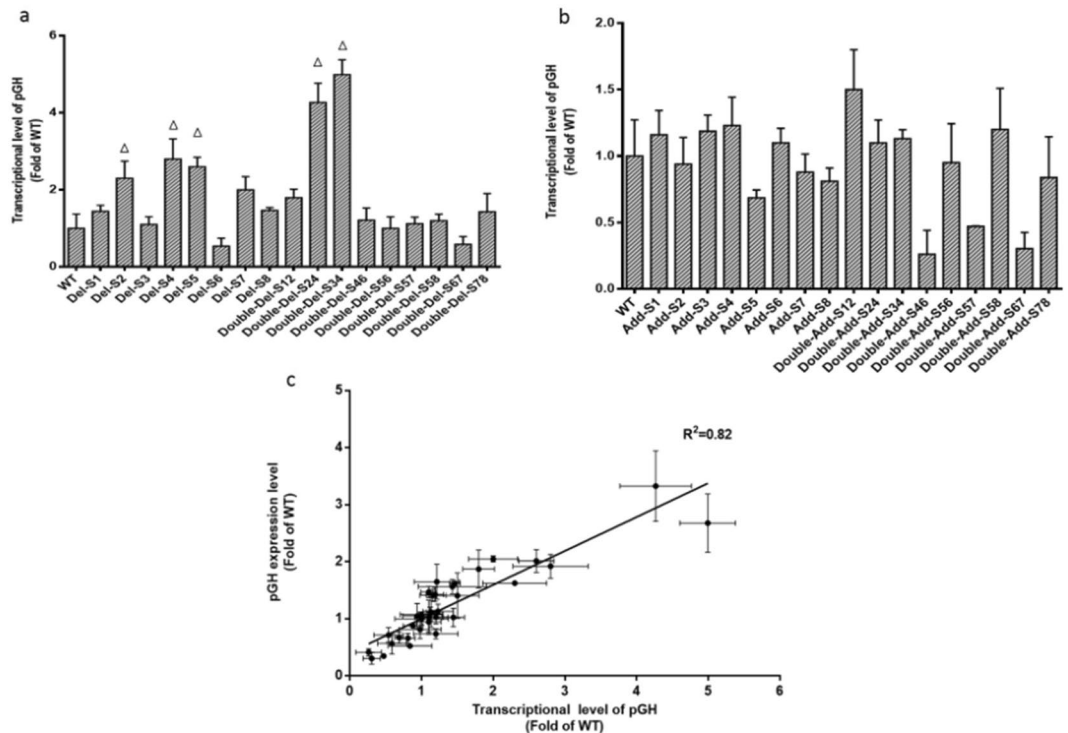 a
Transcriptional level of pGH
(Fold of WT)
6
4
2
0
Δ
Δ
Δ
Δ
Δ
WT
Del-S1
Del-S2
Del-S3
Del-S4
Del-S5
Del-S6
Del-S7
Del-S8
Double-Del-S12
Double-Del-S24
Double-Del-S34
Double-Del-S46
Double-Del-S56
Double-Del-S57
Double-Del-S58
Double-Del-S67
Double-Del-S78
b
Transcriptional level of pGH
(Fold of WT)
2.0
1.5
1.0
0.5
0.0
WT
Add-S1
Add-S2
Add-S3
Add-S4
Add-S5
Add-S6
Add-S7
Add-S8
Double-Add-S12
Double-Add-S24
Double-Add-S34
Double-Add-S46
Double-Add-S56
Double-Add-S57
Double-Add-S58
Double-Add-S67
Double-Add-S78
c
pGH expression level
(Fold of WT)
5
4
3
2
1
0
R²=0.82
0 1 2 3 4 5 6
Transcriptional level of pGH
(Fold of WT)